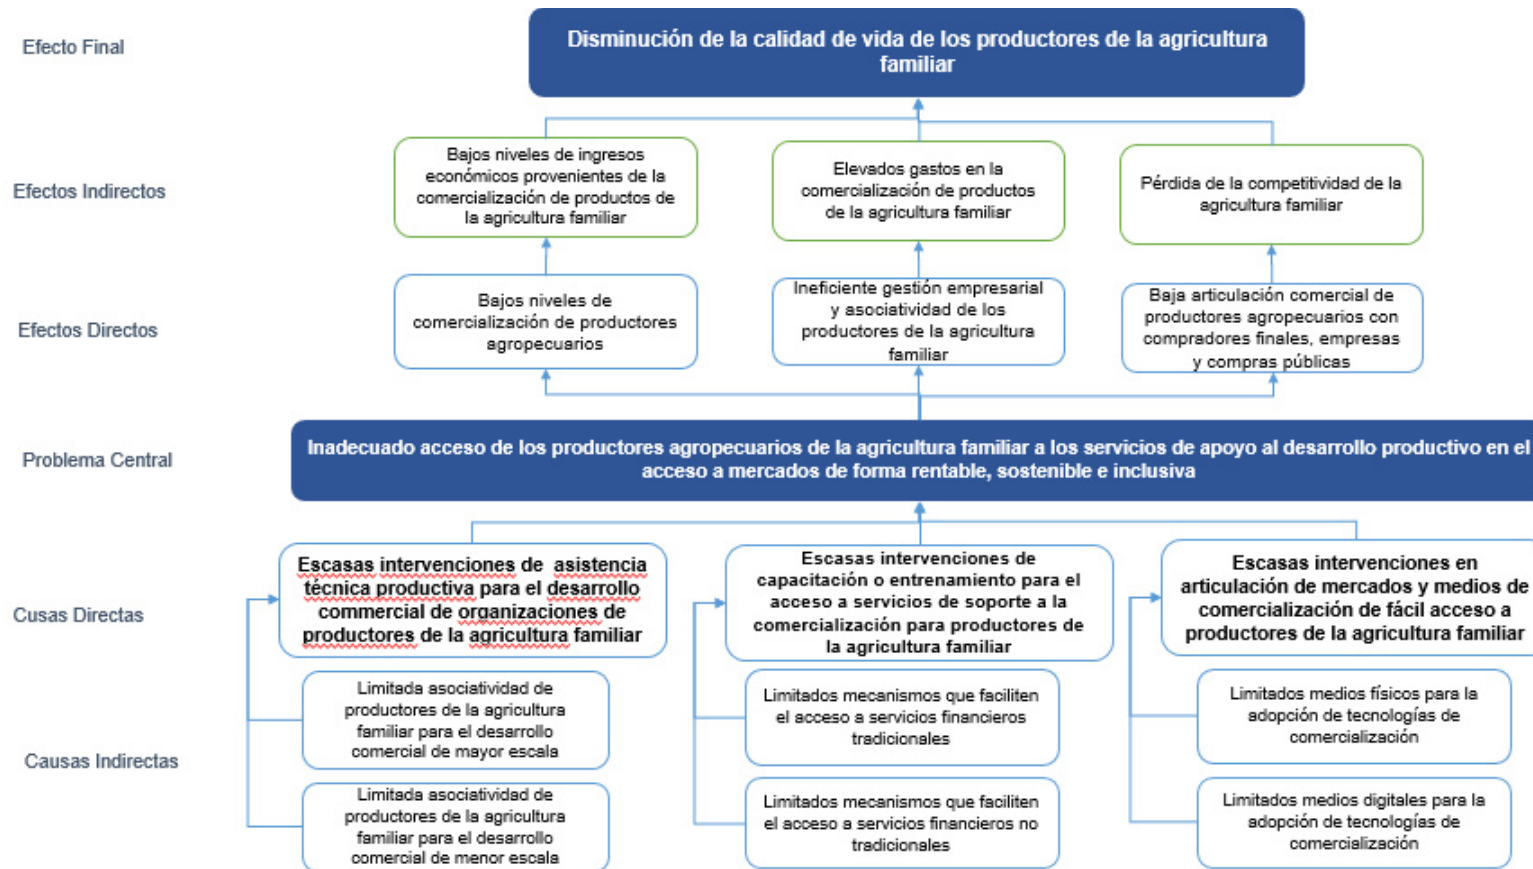 Efecto Final
Disminución de la calidad de vida de los productores de la agricultura
familiar
Efectos Indirectos
Bajos niveles de ingresos
económicos provenientes de la
comercialización de productos de
la agricultura familiar
Elevados gastos en la
comercialización de productos
de la agricultura familiar
Pérdida de la competitividad de la
agricultura familiar
Efectos Directos
Bajos niveles de
comercialización de productores
agropecuarios
Ineficiente gestión empresarial
y asociatividad de los
productores de la agricultura
familiar
Baja articulación comercial de
productores agropecuarios con
compradores finales, empresas
y compras públicas
Problema Central
Inadecuado acceso de los productores agropecuarios de la agricultura familiar a los servicios de apoyo al desarrollo productivo en el
acceso a mercados de forma rentable, sostenible e inclusiva
Cusas Directas
Escasas intervenciones de asistencia
técnica productiva para el desarrollo
commercial de organizaciones de
productores de la agricultura familiar
Escasas intervenciones de
capacitación o entrenamiento para el
acceso a servicios de soporte a la
comercialización para productores de
la agricultura familiar
Escasas intervenciones en
articulación de mercados y medios de
comercialización de fácil acceso a
productores de la agricultura familiar
Causas Indirectas
Limitada asociatividad de
productores de la agricultura
familiar para el desarrollo
comercial de mayor escala
Limitados mecanismos que faciliten
el acceso a servicios financieros
tradicionales
Limitados medios físicos para la
adopción de tecnologías de
comercialización
Limitada asociatividad de
productores de la agricultura
familiar para el desarrollo
comercial de menor escala
Limitados mecanismos que faciliten
el acceso a servicios financieros no
tradicionales
Limitados medios digitales para la
adopción de tecnologías de
comercialización